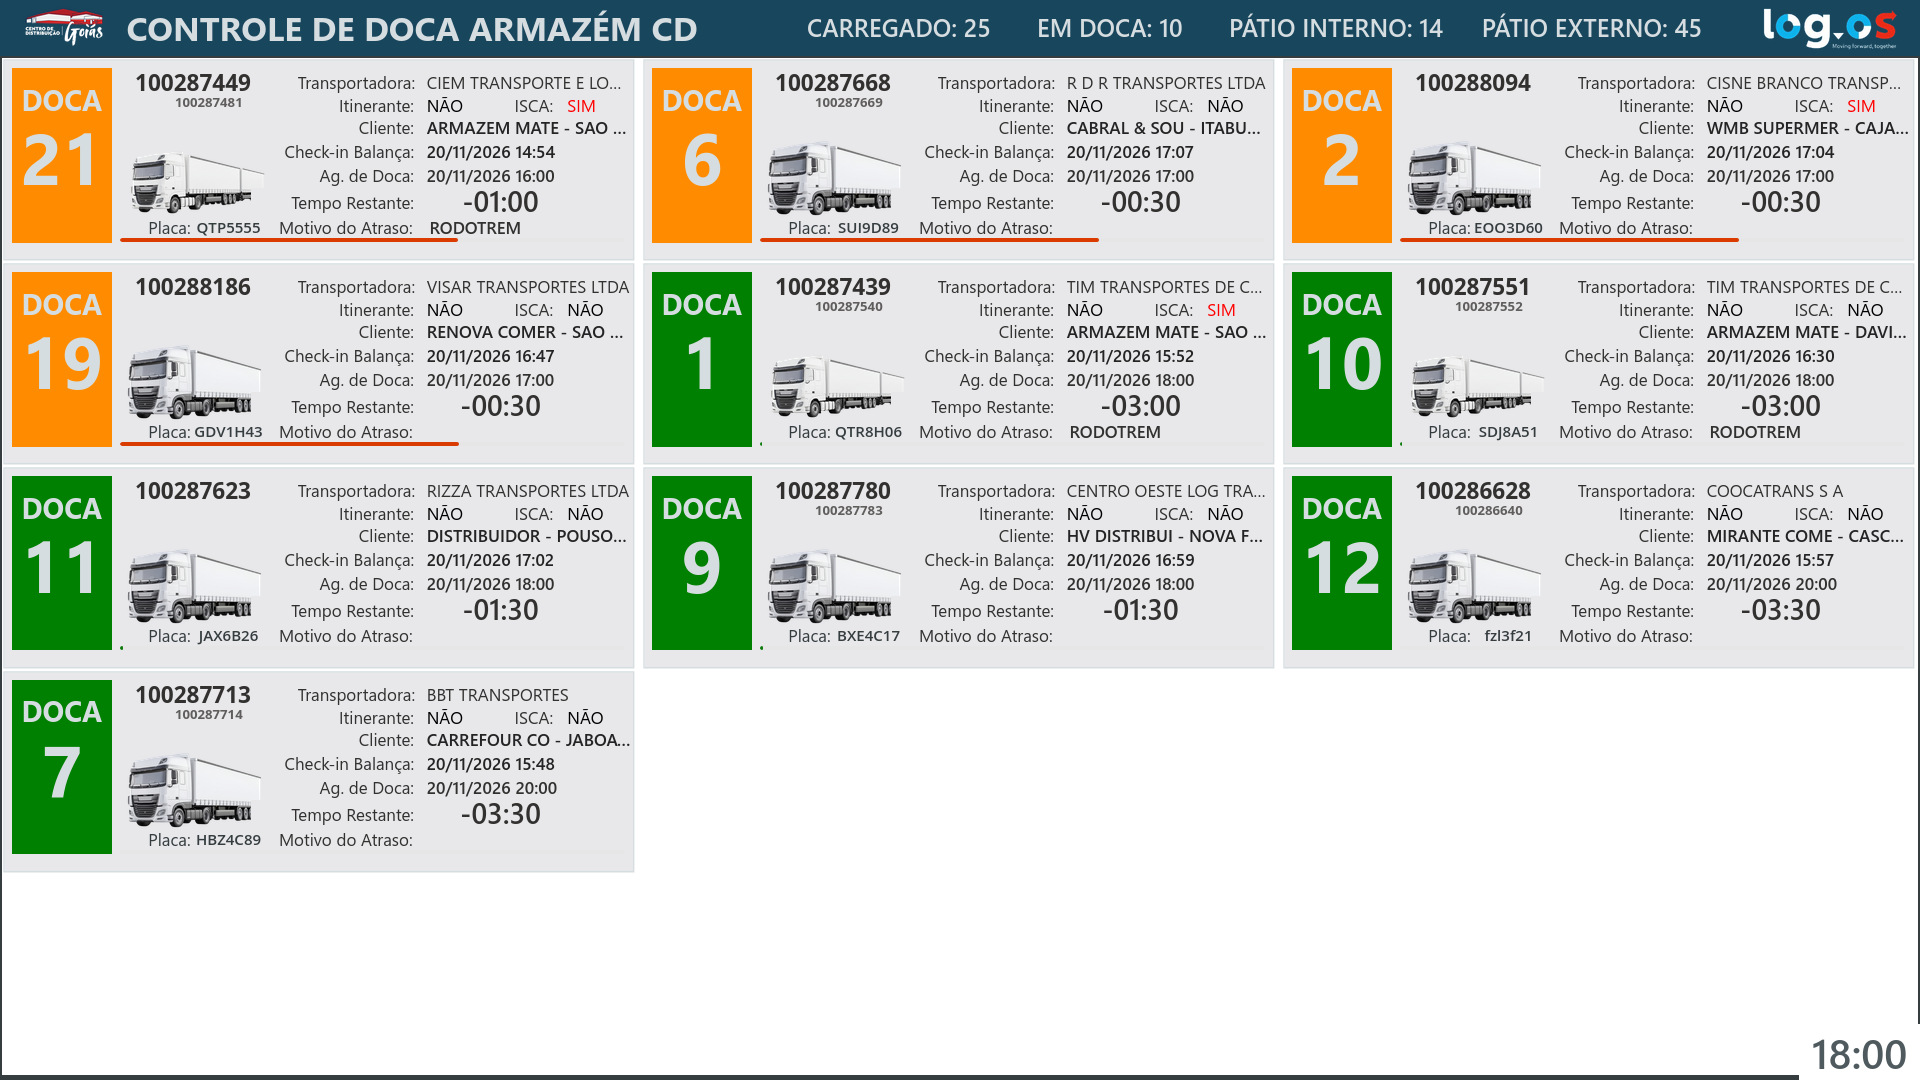 CENTRO DE DISTRIBUIÇÃO Goiás
CONTROLE DE DOCA ARMAZÉM CD
CARREGADO: 25
EM DOCA: 10
PÁTIO INTERNO: 14
PÁTIO EXTERNO: 45
log.os
Moving forward, together
DOCA
21
100287449
100287481
Transportadora: CIEM TRANSPORTE E LO...
Itinerante: NÃO ISCA: SIM
Cliente: ARMAZEM MATE - SAO ...
Check-in Balança: 20/11/2026 14:54
Ag. de Doca: 20/11/2026 16:00
Tempo Restante: -01:00
Placa: QTP5555 Motivo do Atraso: RODOTREM
DOCA
6
100287668
100287669
Transportadora: R D R TRANSPORTES LTDA
Itinerante: NÃO ISCA: NÃO
Cliente: CABRAL & SOU - ITABU...
Check-in Balança: 20/11/2026 17:07
Ag. de Doca: 20/11/2026 17:00
Tempo Restante: -00:30
Placa: SUI9D89 Motivo do Atraso:
DOCA
2
100288094
Transportadora: CISNE BRANCO TRANSP...
Itinerante: NÃO ISCA: SIM
Cliente: WMB SUPERMER - CAJA...
Check-in Balança: 20/11/2026 17:04
Ag. de Doca: 20/11/2026 17:00
Tempo Restante: -00:30
Placa: EOO3D60 Motivo do Atraso:
DOCA
19
100288186
Transportadora: VISAR TRANSPORTES LTDA
Itinerante: NÃO ISCA: NÃO
Cliente: RENOVA COMER - SAO ...
Check-in Balança: 20/11/2026 16:47
Ag. de Doca: 20/11/2026 17:00
Tempo Restante: -00:30
Placa: GDV1H43 Motivo do Atraso:
DOCA
1
100287439
100287540
Transportadora: TIM TRANSPORTES DE C...
Itinerante: NÃO ISCA: SIM
Cliente: ARMAZEM MATE - SAO ...
Check-in Balança: 20/11/2026 15:52
Ag. de Doca: 20/11/2026 18:00
Tempo Restante: -03:00
Placa: QTR8H06 Motivo do Atraso: RODOTREM
DOCA
10
100287551
100287552
Transportadora: TIM TRANSPORTES DE C...
Itinerante: NÃO ISCA: NÃO
Cliente: ARMAZEM MATE - DAVI...
Check-in Balança: 20/11/2026 16:30
Ag. de Doca: 20/11/2026 18:00
Tempo Restante: -03:00
Placa: SDJ8A51 Motivo do Atraso: RODOTREM
DOCA
11
100287623
Transportadora: RIZZA TRANSPORTES LTDA
Itinerante: NÃO ISCA: NÃO
Cliente: DISTRIBUIDOR - POUSO...
Check-in Balança: 20/11/2026 17:02
Ag. de Doca: 20/11/2026 18:00
Tempo Restante: -01:30
Placa: JAX6B26 Motivo do Atraso:
DOCA
9
100287780
100287783
Transportadora: CENTRO OESTE LOG TRA...
Itinerante: NÃO ISCA: NÃO
Cliente: HV DISTRIBUI - NOVA F...
Check-in Balança: 20/11/2026 16:59
Ag. de Doca: 20/11/2026 18:00
Tempo Restante: -01:30
Placa: BXE4C17 Motivo do Atraso:
DOCA
12
100286628
100286640
Transportadora: COOCATRANS S A
Itinerante: NÃO ISCA: NÃO
Cliente: MIRANTE COME - CASC...
Check-in Balança: 20/11/2026 15:57
Ag. de Doca: 20/11/2026 20:00
Tempo Restante: -03:30
Placa: fzl3f21 Motivo do Atraso:
DOCA
7
100287713
100287714
Transportadora: BBT TRANSPORTES
Itinerante: NÃO ISCA: NÃO
Cliente: CARREFOUR CO - JABOA...
Check-in Balança: 20/11/2026 15:48
Ag. de Doca: 20/11/2026 20:00
Tempo Restante: -03:30
Placa: HBZ4C89 Motivo do Atraso:
18:00